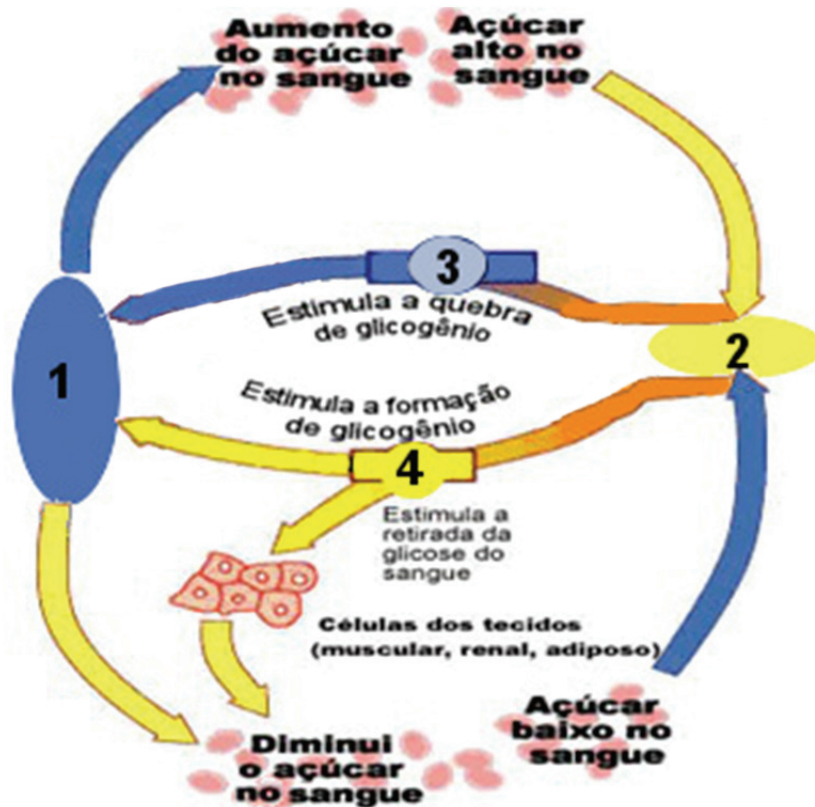 Aumento
do açúcar
no sangue
Açúcar
alto no
sangue
3
Estimula a quebra
de glicogênio
1
2
Estimula a formação
de glicogênio
4
Estimula a
retirada da
glicose do
sangue
Células dos tecidos
(muscular, renal, adiposo)
Açúcar
baixo no
sangue
Diminui
o açúcar
no sangue